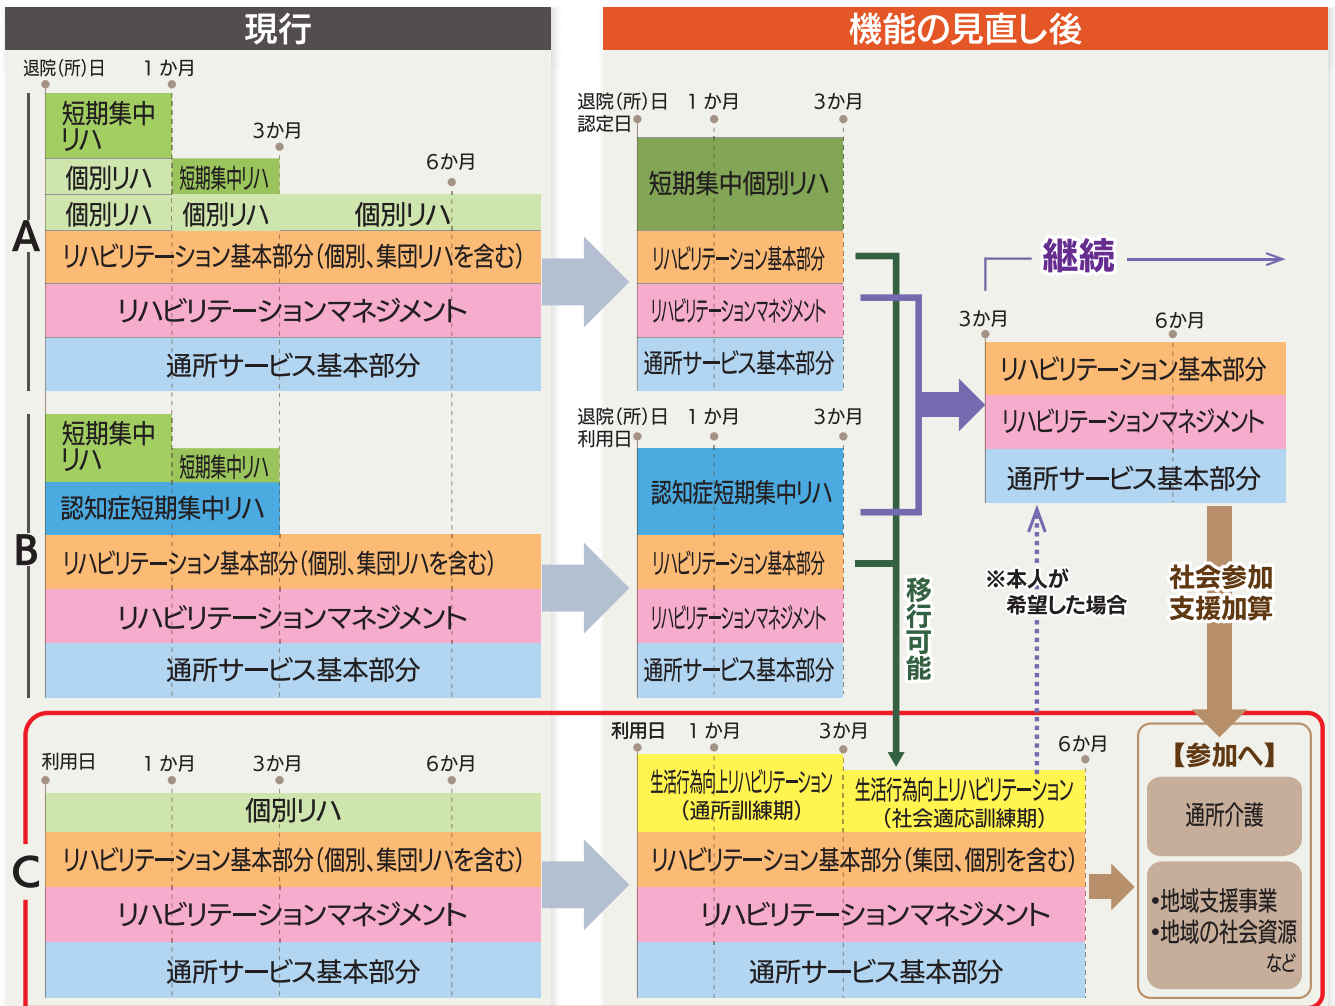 現行
退院(所)日
1か月
短期集中
リハ
3か月
個別リハ
短期集中リハ
6か月
個別リハ
個別リハ
個別リハ
A
リハビリテーション基本部分(個別、集団リハを含む)
リハビリテーションマネジメント
通所サービス基本部分
短期集中
リハ
短期集中リハ
認知症短期集中リハ
B
リハビリテーション基本部分(個別、集団リハを含む)
リハビリテーションマネジメント
通所サービス基本部分
利用日
1か月
3か月
6か月
個別リハ
C
リハビリテーション基本部分(個別、集団リハを含む)
リハビリテーションマネジメント
通所サービス基本部分
機能の見直し後
退院(所)日
認定日
1か月
3か月
短期集中個別リハ
リハビリテーション基本部分
リハビリテーションマネジメント
通所サービス基本部分
退院(所)日
利用日
1か月
3か月
認知症短期集中リハ
リハビリテーション基本部分
リハビリテーションマネジメント
通所サービス基本部分
移行可能
継続
3か月
6か月
リハビリテーション基本部分
リハビリテーションマネジメント
通所サービス基本部分
※本人が
希望した場合
社会参加
支援加算
利用日
1か月
3か月
6か月
生活行為向上リハビリテーション
(通所訓練期)
生活行為向上リハビリテーション
(社会適応訓練期)
リハビリテーション基本部分(集団、個別を含む)
リハビリテーションマネジメント
通所サービス基本部分
【参加へ】
通所介護
•地域支援事業
•地域の社会資源
など